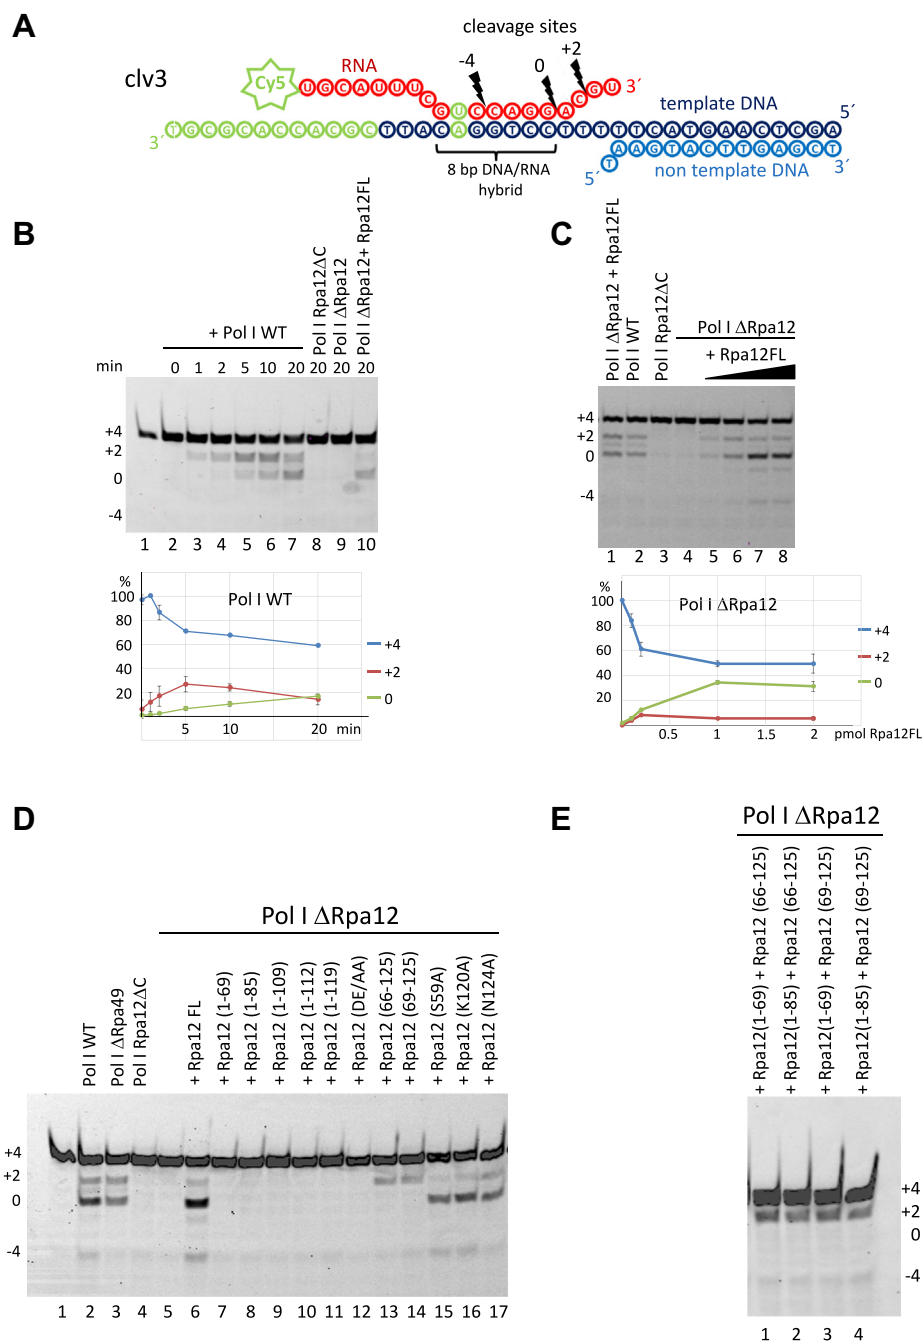 A
cleavage sites
clv3
Cy5
RNA
-4
0
+2
UGCAUUUCGUCCAGGACGU
3´
template DNA
5´
3´
TGCGCACCACGCTTACAGGTCCTTTTTCATGAACTCGA
8 bp DNA/RNA
hybrid
5´
TAAGTACTTGAGCT
non template DNA
3´
B
+ Pol I WT
Pol I Rpa12ΔC
Pol I ΔRpa12
Pol I ΔRpa12+ Rpa12FL
min
0 1 2 5 10 20 20 20 20
+4
+2
0
-4
1 2 3 4 5 6 7 8 9 10
%
Pol I WT
100
80
60
40
20
5 10 20 min
+4
+2
0
C
Pol I ΔRpa12 + Rpa12FL
Pol I WT
Pol I Rpa12ΔC
Pol I ΔRpa12
+ Rpa12FL
+4
+2
0
-4
1 2 3 4 5 6 7 8
%
Pol I ΔRpa12
100
80
60
40
20
0.5 1 1.5 2 pmol Rpa12FL
+4
+2
0
D
Pol I ΔRpa12
Pol I WT
Pol I ΔRpa49
Pol I Rpa12ΔC
+ Rpa12 FL
+ Rpa12 (1-69)
+ Rpa12 (1-85)
+ Rpa12 (1-109)
+ Rpa12 (1-112)
+ Rpa12 (1-119)
+ Rpa12 (DE/AA)
+ Rpa12 (66-125)
+ Rpa12 (69-125)
+ Rpa12 (S59A)
+ Rpa12 (K120A)
+ Rpa12 (N124A)
+4
+2
0
-4
1 2 3 4 5 6 7 8 9 10 11 12 13 14 15 16 17
E
Pol I ΔRpa12
+ Rpa12(1-69) + Rpa12 (66-125)
+ Rpa12(1-85) + Rpa12 (66-125)
+ Rpa12(1-69) + Rpa12 (69-125)
+ Rpa12(1-85) + Rpa12 (69-125)
+4
+2
0
-4
1 2 3 4